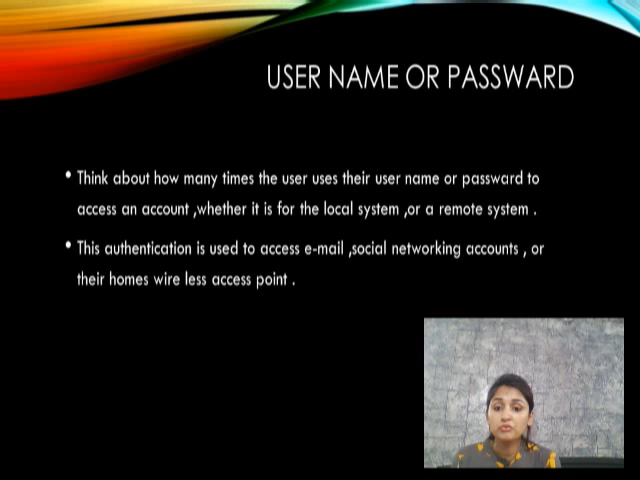 USER NAME OR PASSWARD
• Think about how many times the user uses their user name or passward to
access an account ,whether it is for the local system ,or a remote system .
• This authentication is used to access e-mail ,social networking accounts , or
their homes wire less access point .